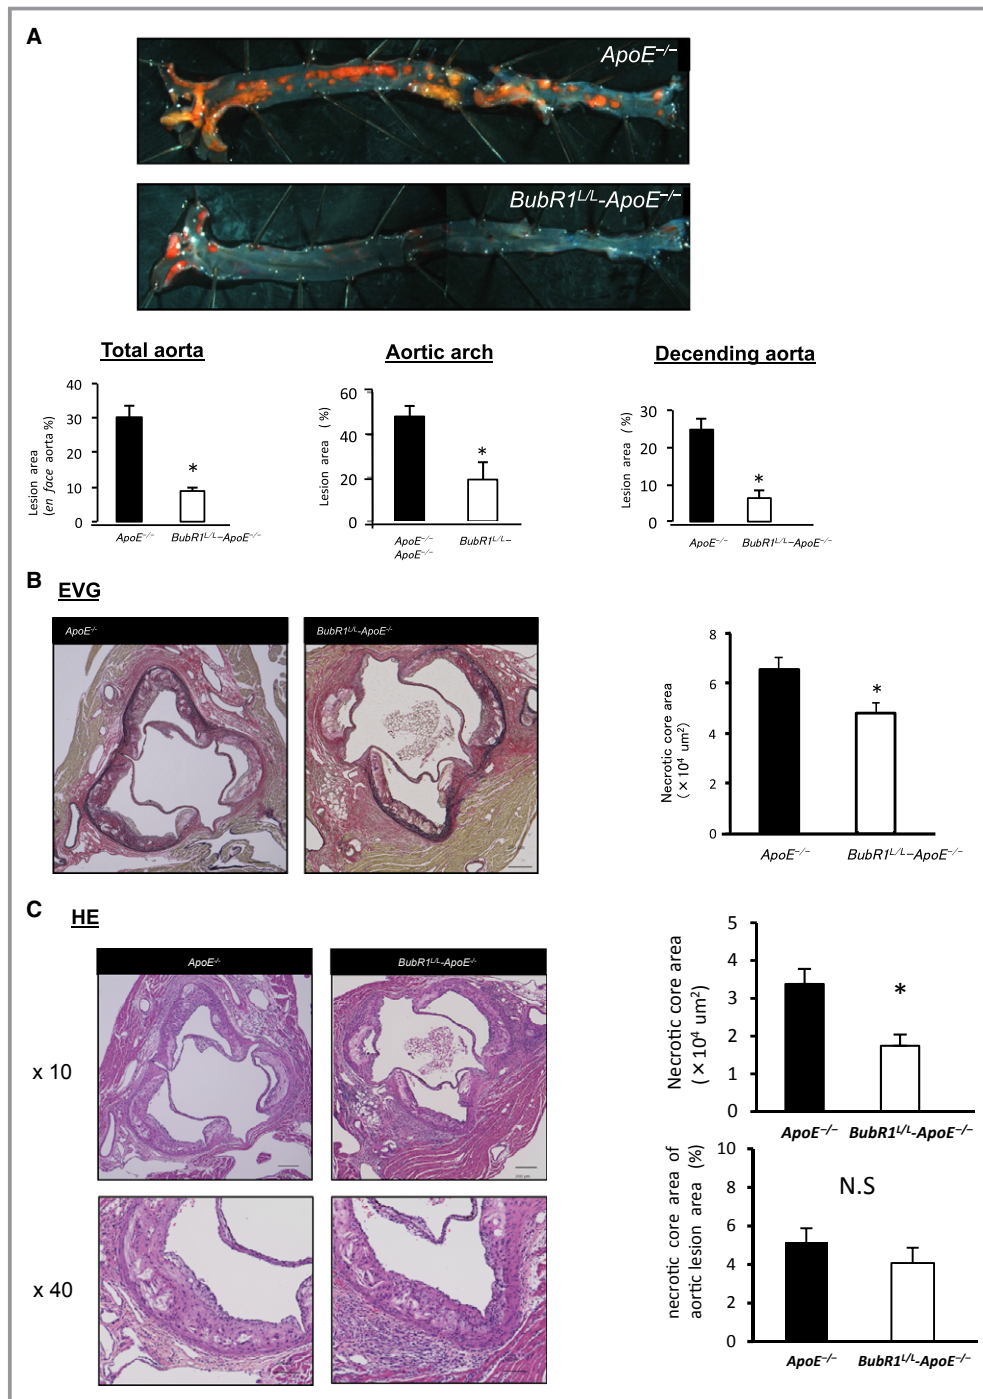 A
ApoE−/−
BubR1L/L-ApoE−/−
Total aorta
Aortic arch
Decending aorta
Lesion area
(en face aorta %)
40
30
20
10
0
*
ApoE−/−
BubR1L/L−ApoE−/−
Lesion area (%)
60
40
20
0
*
ApoE−/−
BubR1L/L−
ApoE−/−
Lesion area (%)
30
20
10
0
*
ApoE−/−
BubR1L/L−ApoE−/−
B
EVG
ApoE-/-
BubR1L/L-ApoE-/-
Necrotic core area
(×10⁴ um²)
8
6
4
2
0
*
ApoE−/−
BubR1L/L−ApoE−/−
C
HE
ApoE-/-
BubR1L/L-ApoE-/-
x 10
x 40
Necrotic core area
(×10⁴ um²)
5
4
3
2
1
0
*
ApoE−/−
BubR1L/L-ApoE−/−
necrotic core area of
aortic lesion area (%)
10
8
6
4
2
0
N.S
ApoE−/−
BubR1L/L-ApoE−/−